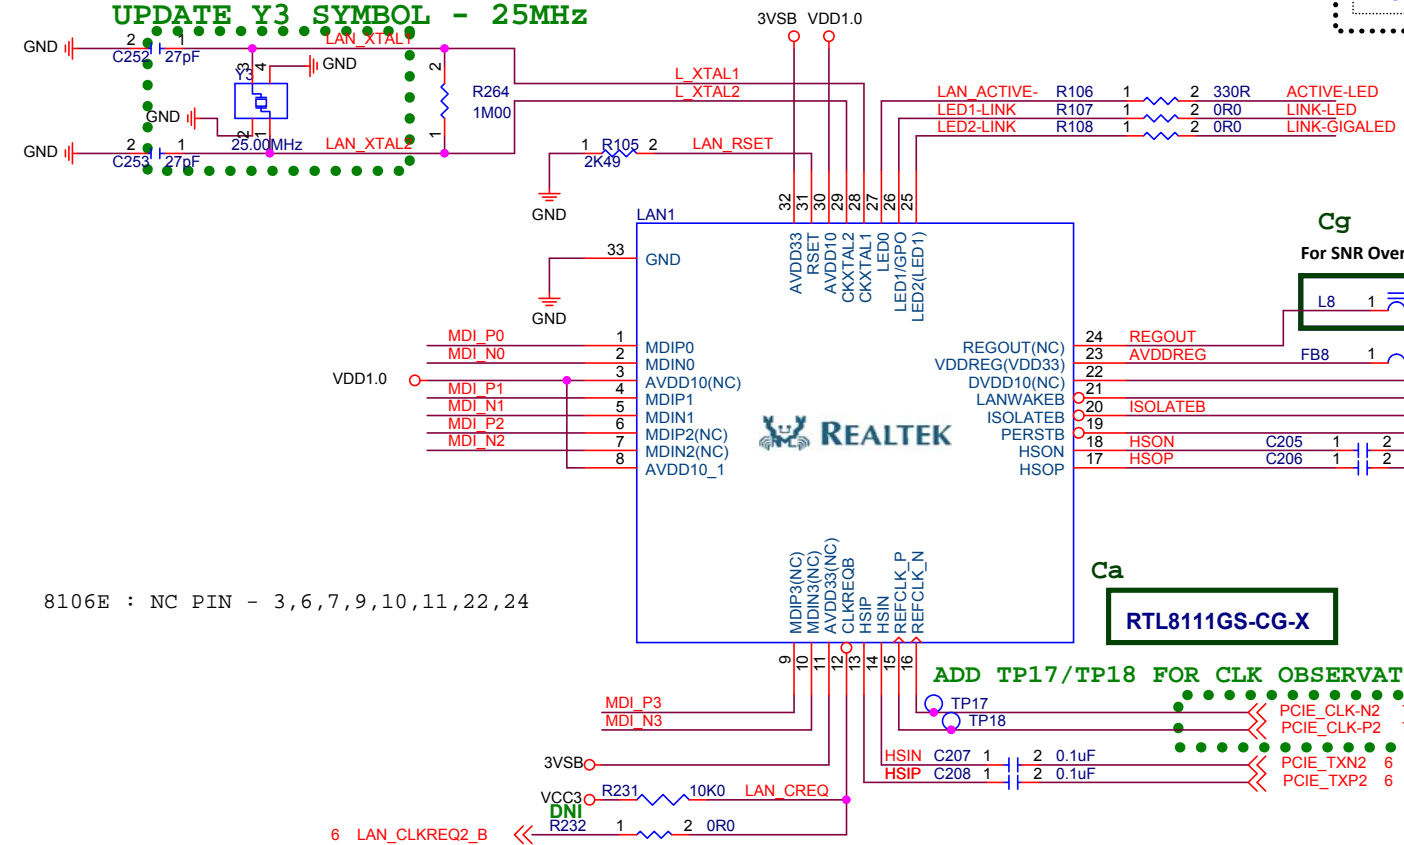 UPDATE Y3 SYMBOL - 25MHz
3VSB VDD1.0
GND 2 1 LAN_XTAL1
C252 27pF
3 4 GND
Y3
2 R264 L_XTAL1
1M00 L_XTAL2
1
GND
2 1
25.00MHz
GND 2 1 LAN_XTAL2
C253 27pF
LAN_ACTIVE- R106 1 2 330R ACTIVE-LED
LED1-LINK R107 1 2 0R0 LINK-LED
LED2-LINK R108 1 2 0R0 LINK-GIGALED
1 R105 2 LAN_RSET
2K49
GND
32 31 30 29 28 27 26 25
LAN1
AVDD33 RSET AVDD10 CKXTAL2 CKXTAL1 LED0 LED1/GPO LED2(LED1)
33 GND
GND
Cg
For SNR Over
L8 1
MDI_P0 1 MDIP0
MDI_N0 2 MDIN0
VDD1.0 3 AVDD10(NC)
MDI_P1 4 MDIP1
MDI_N1 5 MDIN1
MDI_P2 6 MDIP2(NC)
MDI_N2 7 MDIN2(NC)
8 AVDD10_1
REALTEK
REGOUT(NC) 24 REGOUT
VDDREG(VDD33) 23 AVDDREG FB8 1
DVDD10(NC) 22
LANWAKEB 21
ISOLATEB 20 ISOLATEB
PERSTB 19
HSON 18 HSON C205 1 2
HSOP 17 HSOP C206 1 2
8106E : NC PIN - 3,6,7,9,10,11,22,24
MDIP3(NC) MDIN3(NC) AVDD33(NC) CLKREQB HSIP HSIN REFCLK_P REFCLK_N
9 10 11 12 13 14 15 16
Ca
RTL8111GS-CG-X
ADD TP17/TP18 FOR CLK OBSERVAT
MDI_P3
MDI_N3
TP17 PCIE_CLK-N2
TP18 PCIE_CLK-P2
3VSB
HSIN C207 1 2 0.1uF PCIE_TXN2 6
HSIP C208 1 2 0.1uF PCIE_TXP2 6
VCC3 R231 10K0 LAN_CREQ
DNI
6 LAN_CLKREQ2_B R232 1 2 0R0